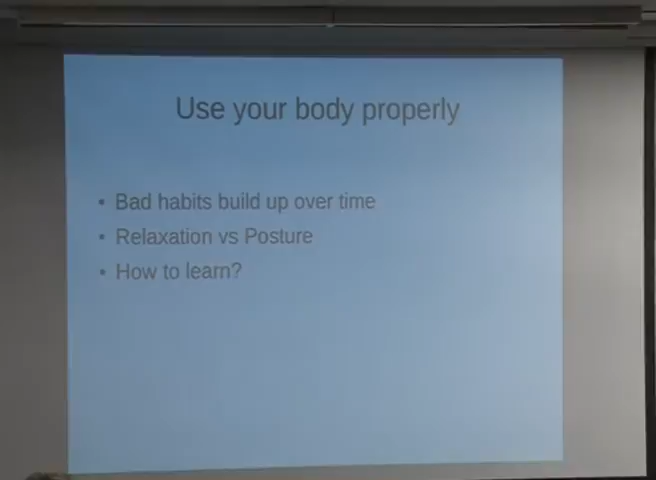 Use your body properly
• Bad habits build up over time
• Relaxation vs Posture
• How to learn?